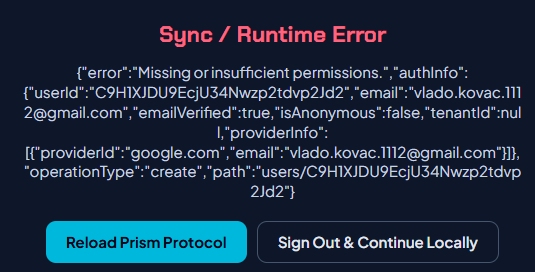 Sync / Runtime Error
{"error":"Missing or insufficient permissions.","authInfo":
{"userId":"C9H1XJDU9EcjU34Nwzp2tdvp2Jd2","email":"vlado.kovac.111
2@gmail.com","emailVerified":true,"isAnonymous":false,"tenantId":nul
l,"providerInfo":
[{"providerId":"google.com","email":"vlado.kovac.1112@gmail.com"}]},
"operationType":"create","path":"users/C9H1XJDU9EcjU34Nwzp2tdvp
2Jd2"}
Reload Prism Protocol
Sign Out & Continue Locally